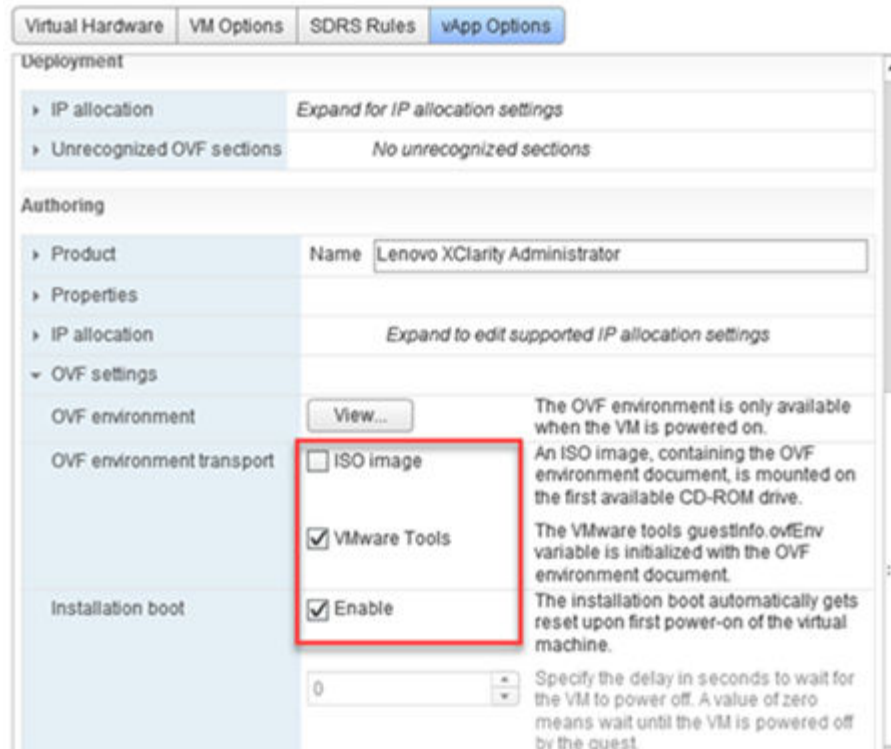 Virtual Hardware VM Options SDRS Rules vApp Options
Deployment
IP allocation Expand for IP allocation settings
Unrecognized OVF sections No unrecognized sections
Authoring
Product Name Lenovo XClarity Administrator
Properties
IP allocation Expand to edit supported IP allocation settings
OVF settings
OVF environment View... The OVF environment is only available
when the VM is powered on.
OVF environment transport ISO image An ISO image, containing the OVF
environment document, is mounted on
the first available CD-ROM drive.
VMware Tools The VMware tools guestInfo.ovfEnv
variable is initialized with the OVF
environment document.
Installation boot Enable The installation boot automatically gets
reset upon first power-on of the virtual
machine.
0 Specify the delay in seconds to wait for
the VM to power off. A value of zero
means wait until the VM is powered off
by the guest.